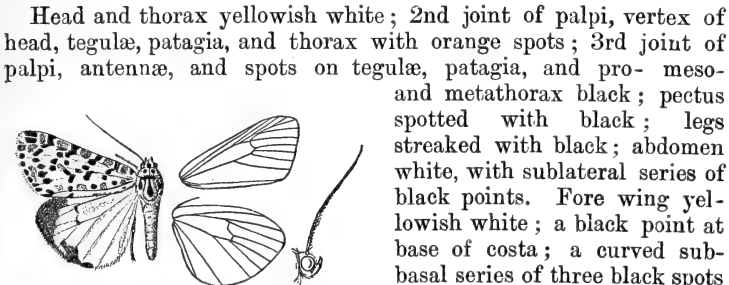 Head and thorax yellowish white; 2nd joint of palpi, vertex of
head, tegulæ, patagia, and thorax with orange spots; 3rd joint of
palpi, antennæ, and spots on tegulæ, patagia, and pro- meso-
and metathorax black; pectus
spotted with black; legs
streaked with black; abdomen
white, with sublateral series of
black points. Fore wing yel-
lowish white; a black point at
base of costa; a curved sub-
basal series of three black spots